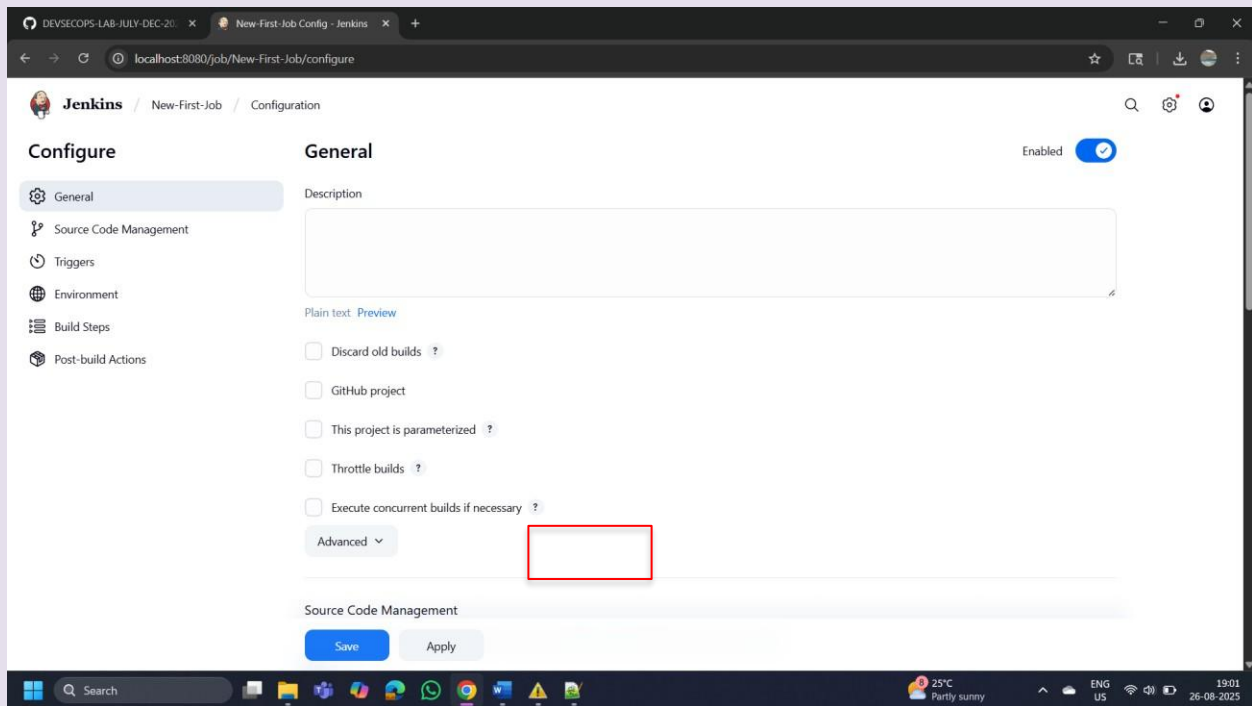 DEVSECOPS-LAB-JULY-DEC-20
New-First-Job Config - Jenkins
localhost:8080/job/New-First-Job/configure
Jenkins / New-First-Job / Configuration
Configure
General
Source Code Management
Triggers
Environment
Build Steps
Post-build Actions
General
Enabled
Description
Plain text Preview
Discard old builds ?
GitHub project
This project is parameterized ?
Throttle builds ?
Execute concurrent builds if necessary ?
Advanced
Source Code Management
Save Apply
Search
8
25°C
Partly sunny
ENG
US
19:01
26-08-2025